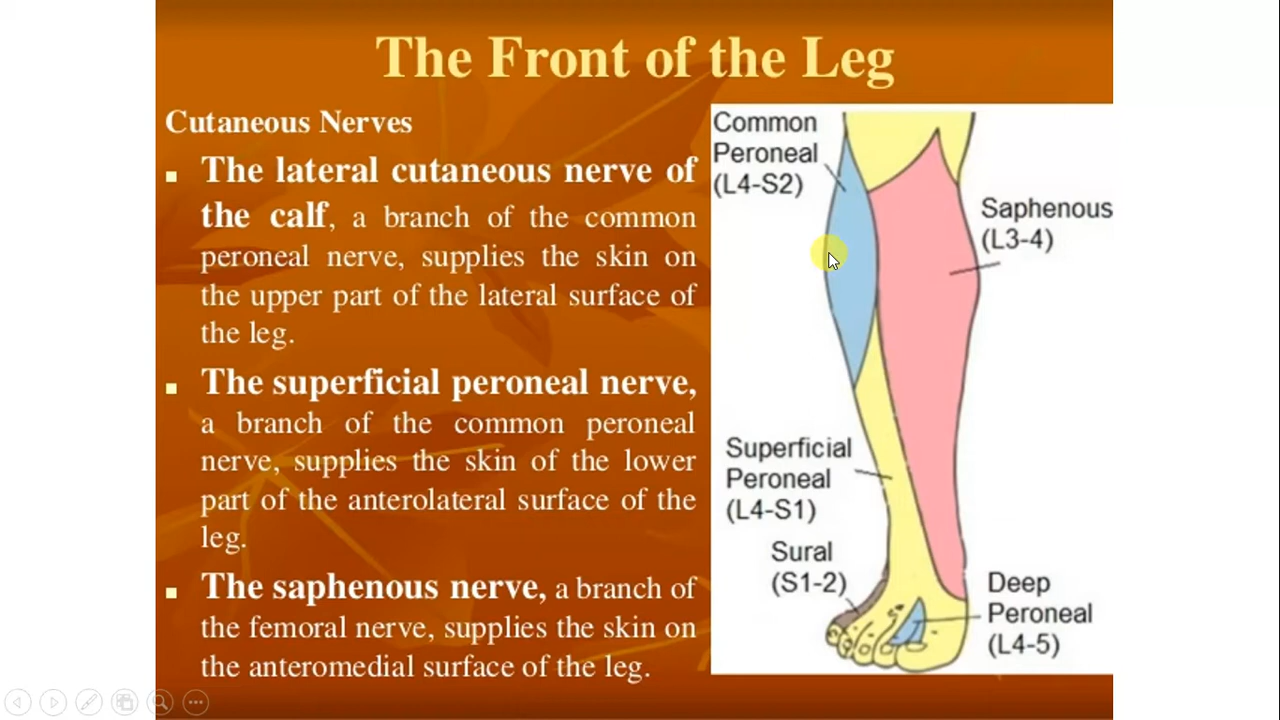 The Front of the Leg
Cutaneous Nerves
The lateral cutaneous nerve of
the calf, a branch of the common
peroneal nerve, supplies the skin on
the upper part of the lateral surface of
the leg.
The superficial peroneal nerve,
a branch of the common peroneal
nerve, supplies the skin of the lower
part of the anterolateral surface of the
leg.
The saphenous nerve, a branch of
the femoral nerve, supplies the skin on
the anteromedial surface of the leg.
Common
Peroneal
(L4-S2)
Saphenous
(L3-4)
Superficial
Peroneal
(L4-S1)
Sural
(S1-2)
Deep
Peroneal
(L4-5)